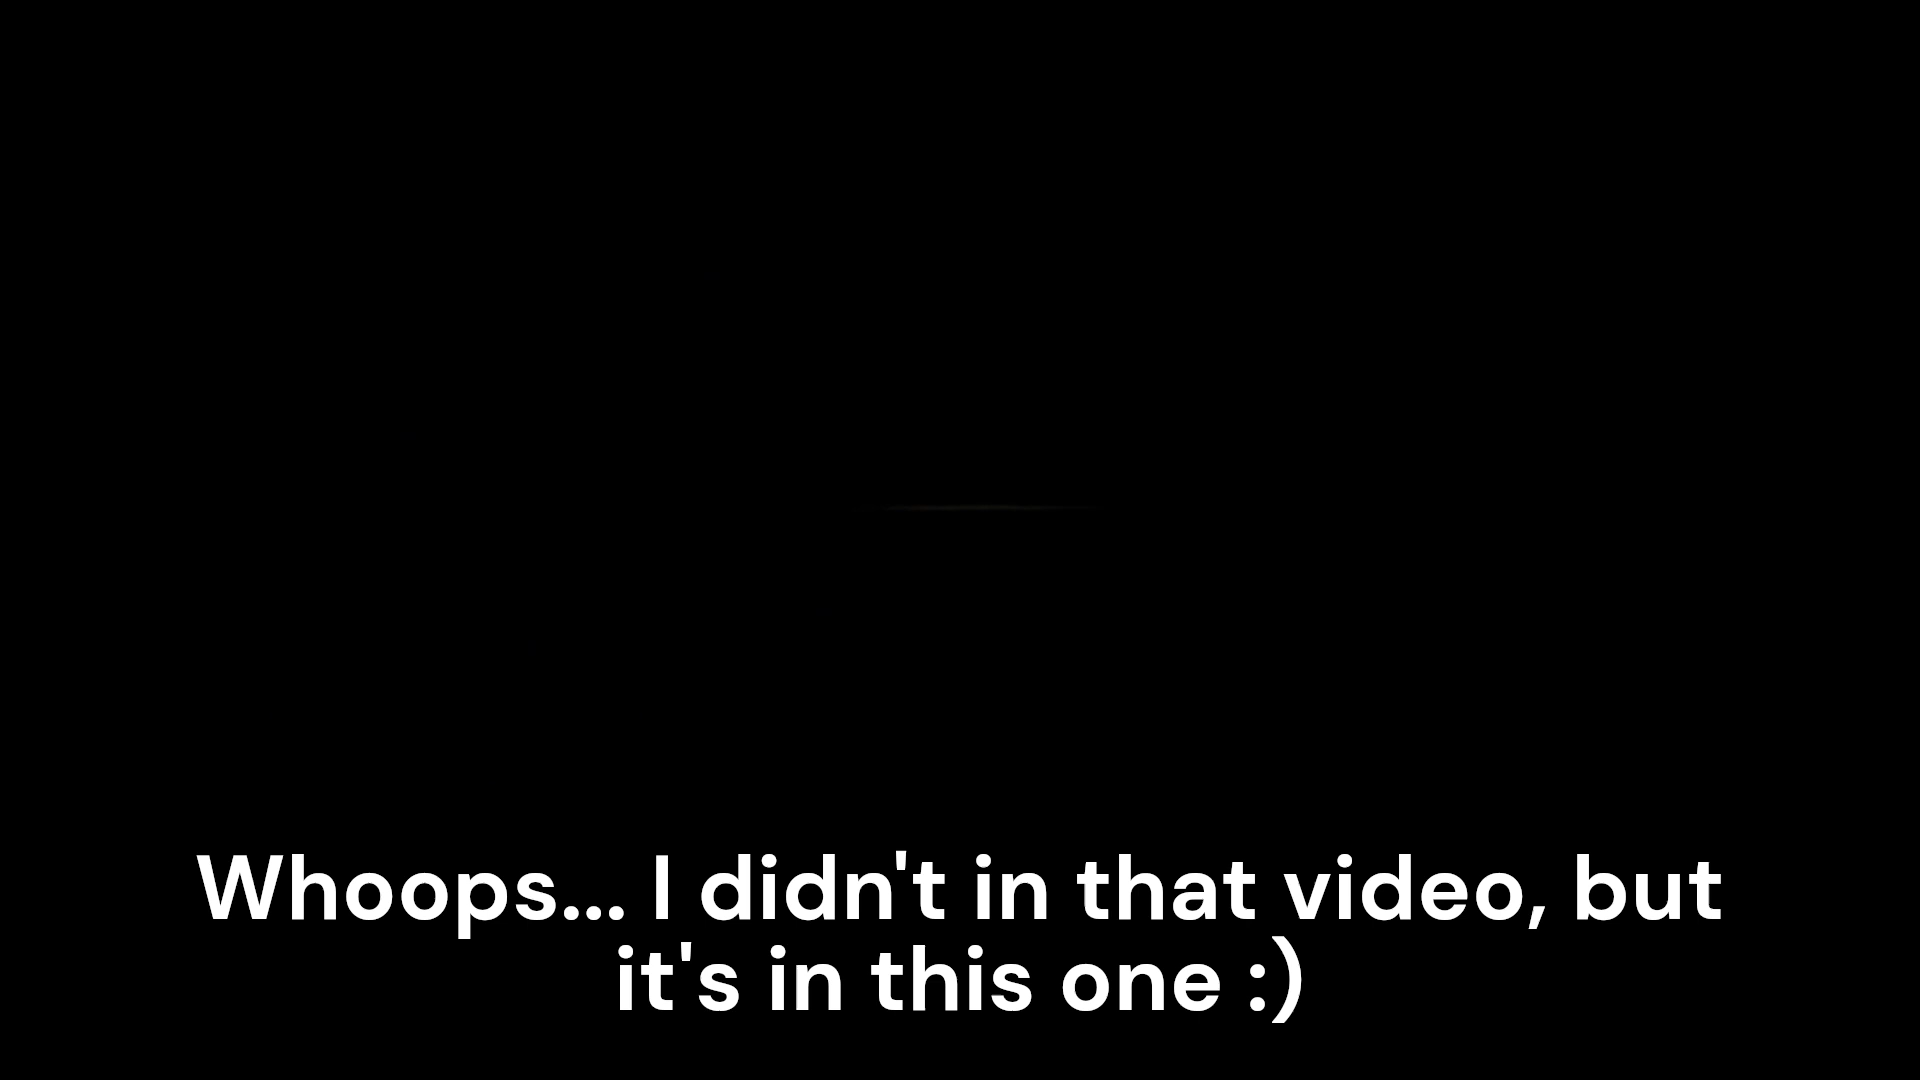 Whoops... I didn't in that video, but
it's in this one :)